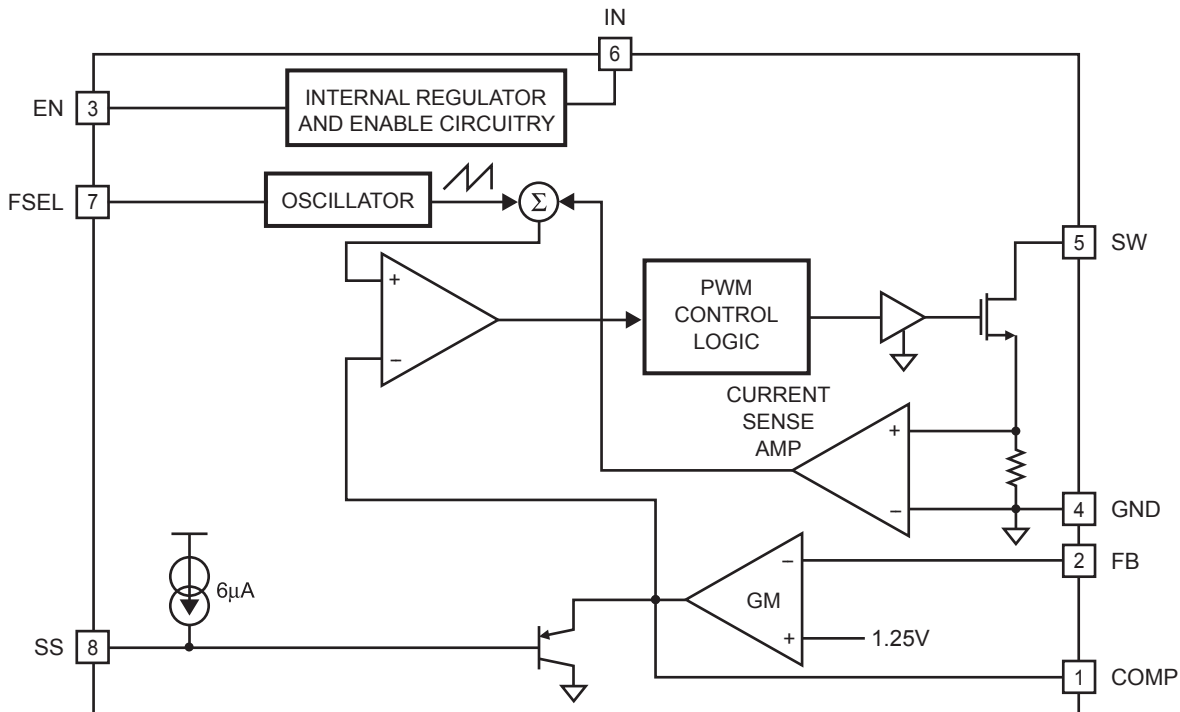 IN
6
EN 3
INTERNAL REGULATOR
AND ENABLE CIRCUITRY
FSEL 7
OSCILLATOR
Σ
5 SW
+
−
PWM
CONTROL
LOGIC
CURRENT
SENSE
AMP
+
−
4 GND
2 FB
−
GM
+
1.25V
6μA
SS 8
1 COMP